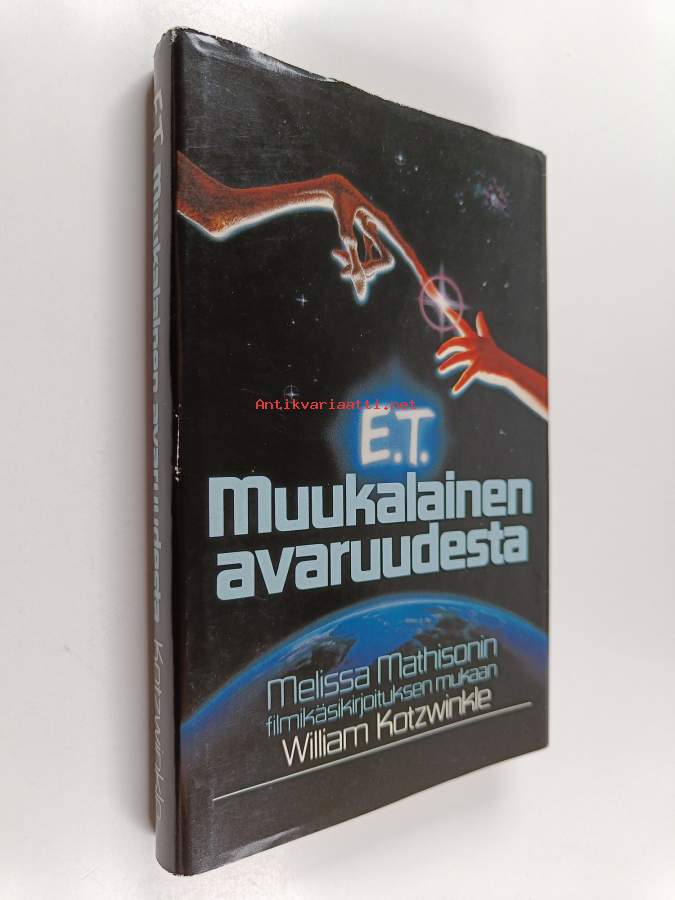 E.T. Muukalainen avaruudesta Kotzwinkle
Antikvariaatti.net
E.T.
Muukalainen
avaruudesta
Melissa Mathisonin
filmikäsikirjoituksen mukaan
William Kotzwinkle